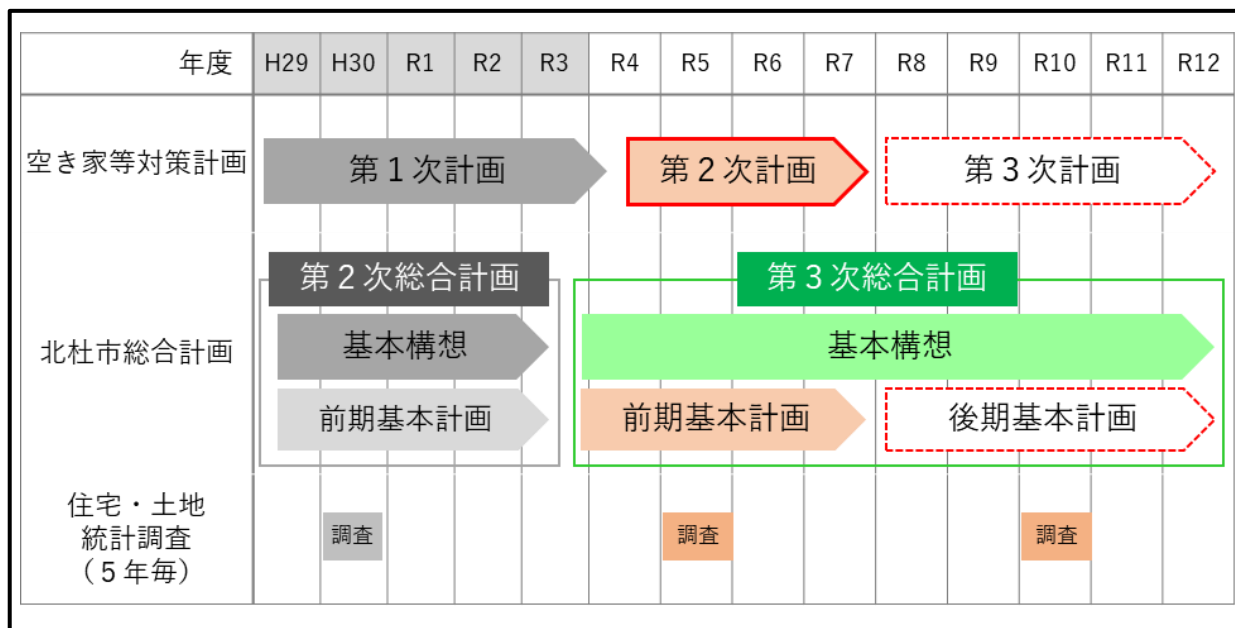 年度 H29 H30 R1 R2 R3 R4 R5 R6 R7 R8 R9 R10 R11 R12
空き家等対策計画 第1次計画 第2次計画 第3次計画
第2次総合計画 第3次総合計画
北杜市総合計画 基本構想 基本構想
前期基本計画 前期基本計画 後期基本計画
住宅・土地
統計調査
(5年毎)
調査 調査 調査